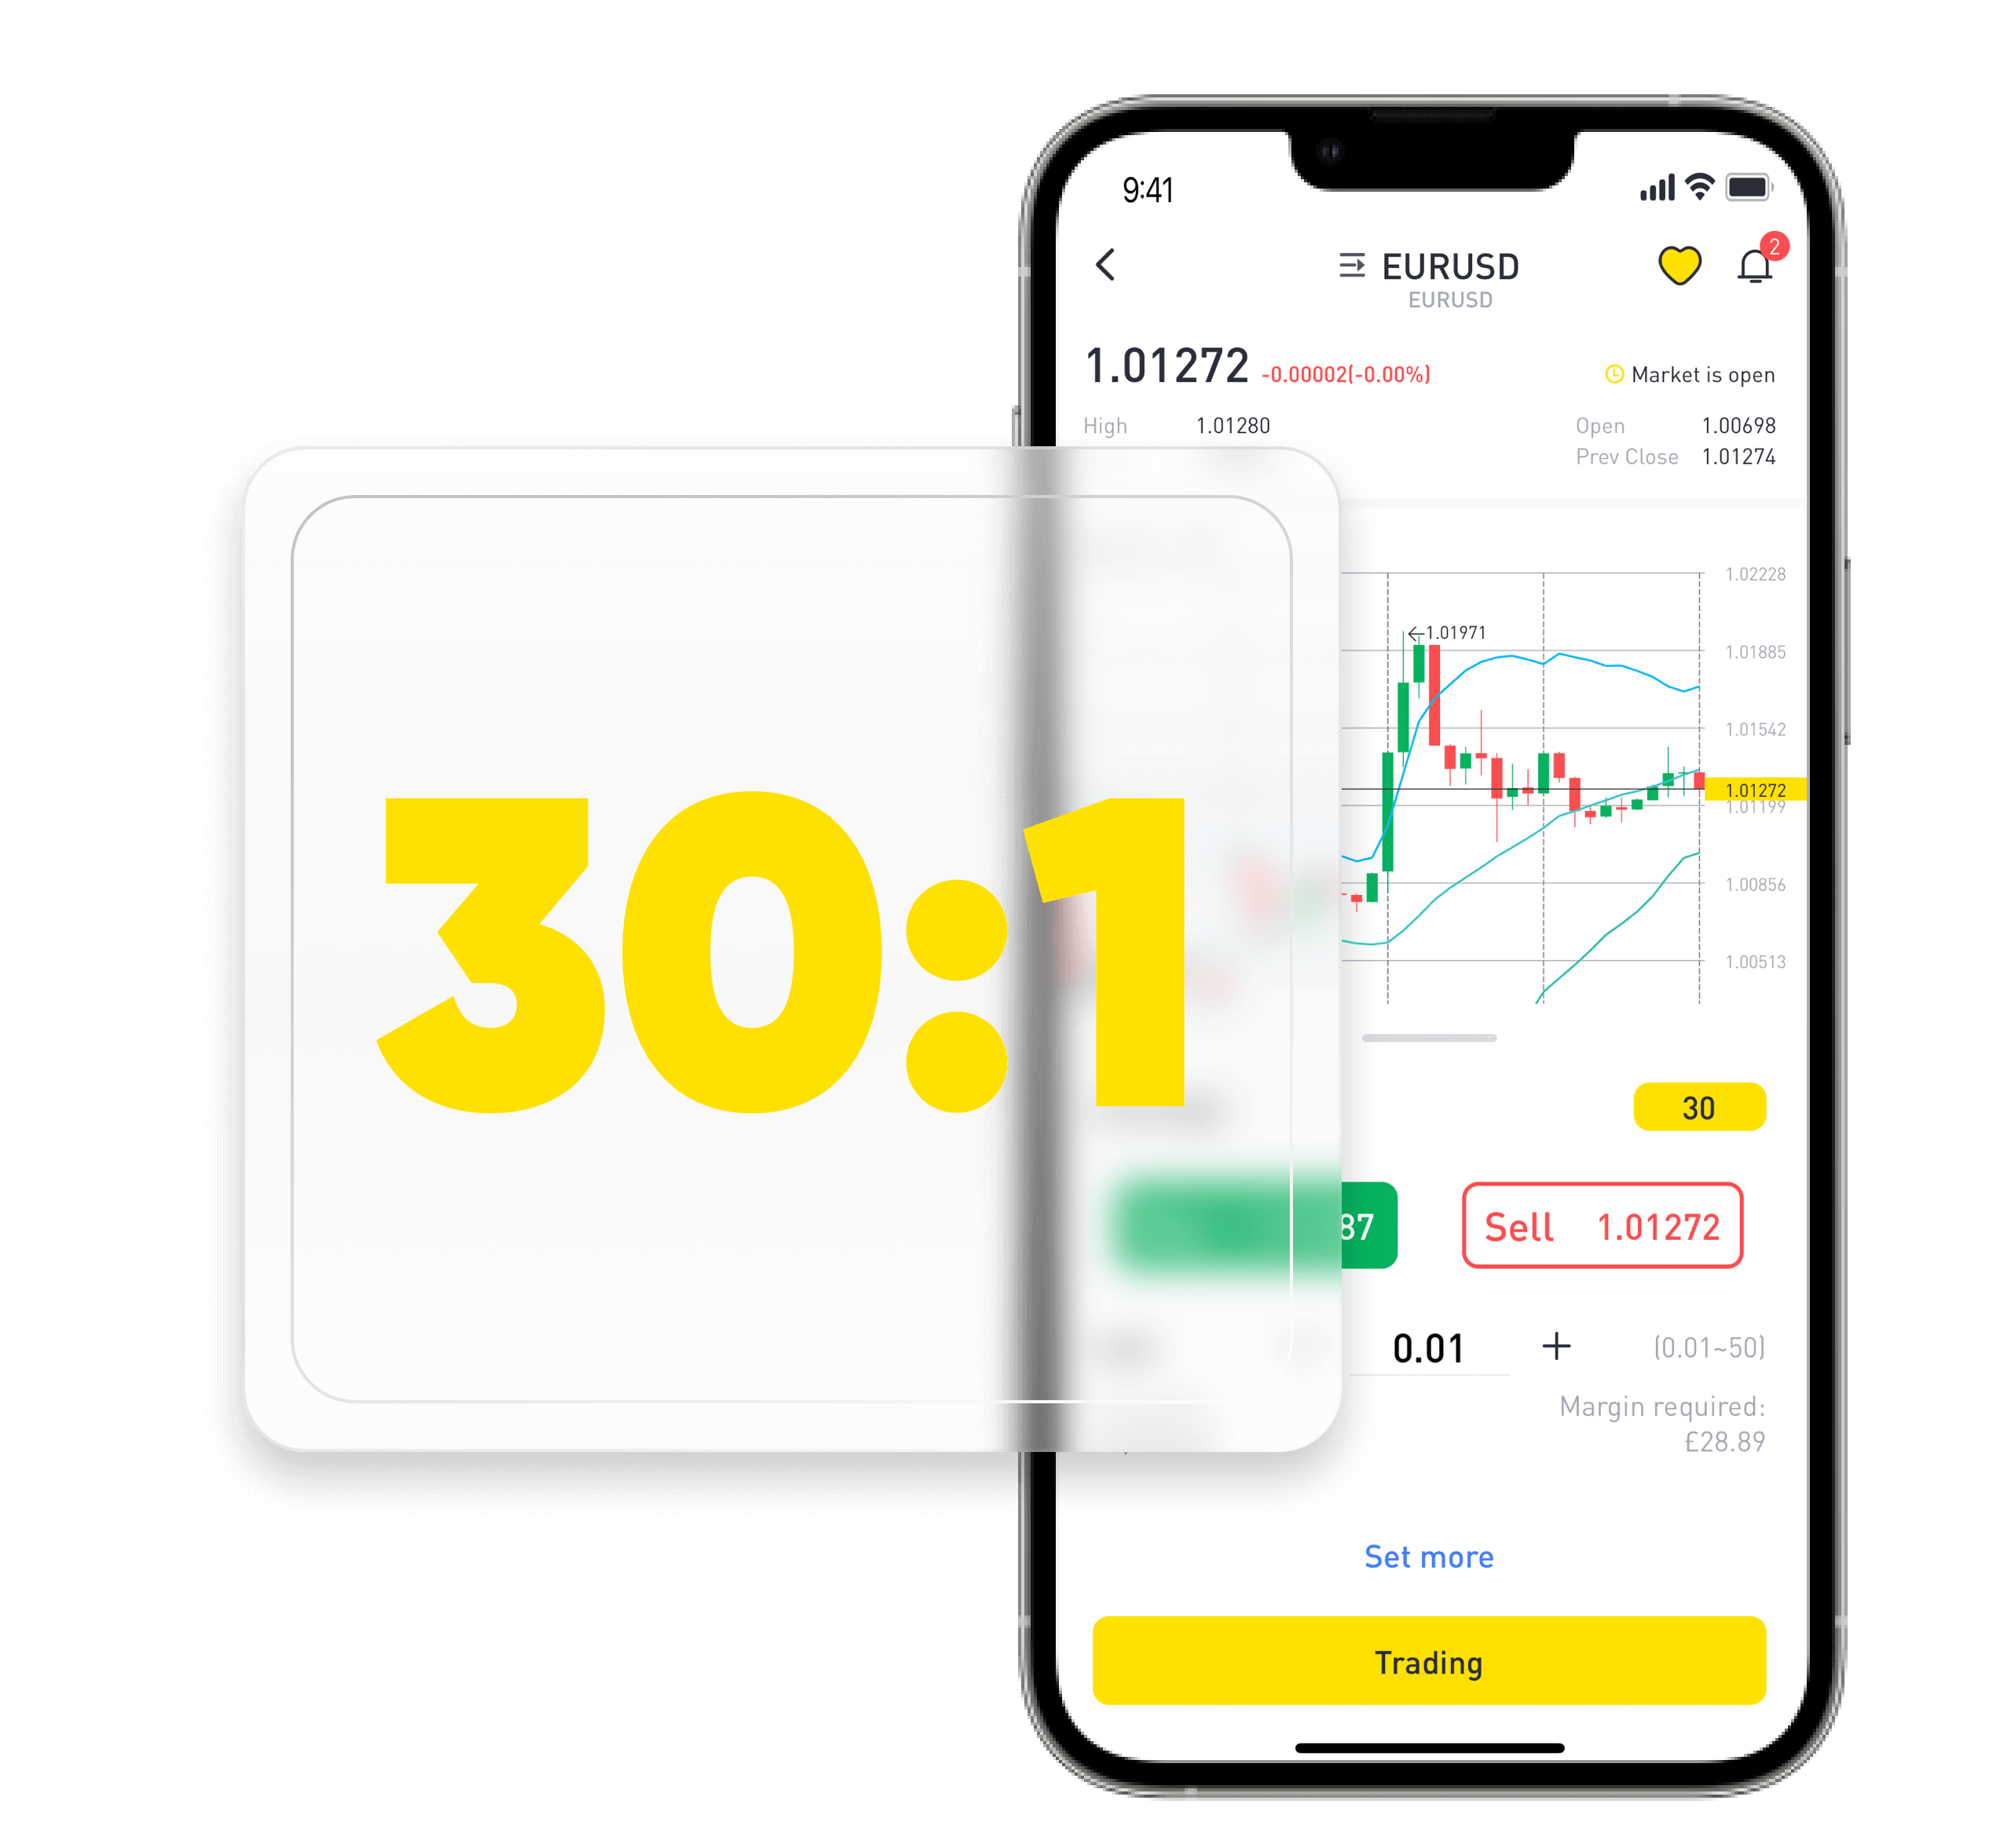 9:41
EURUSD
2
EURUSD
1.01272 -0.00002(-0.00%)
Market is open
High 1.01280
Open 1.00698
Prev Close 1.01274
1.02228
1.01971
1.01885
1.01542
1.01272
1.01199
30:1
1.00856
1.00513
30
87
Sell 1.01272
0.01 + (0.01~50)
Margin required:
£28.89
Set more
Trading